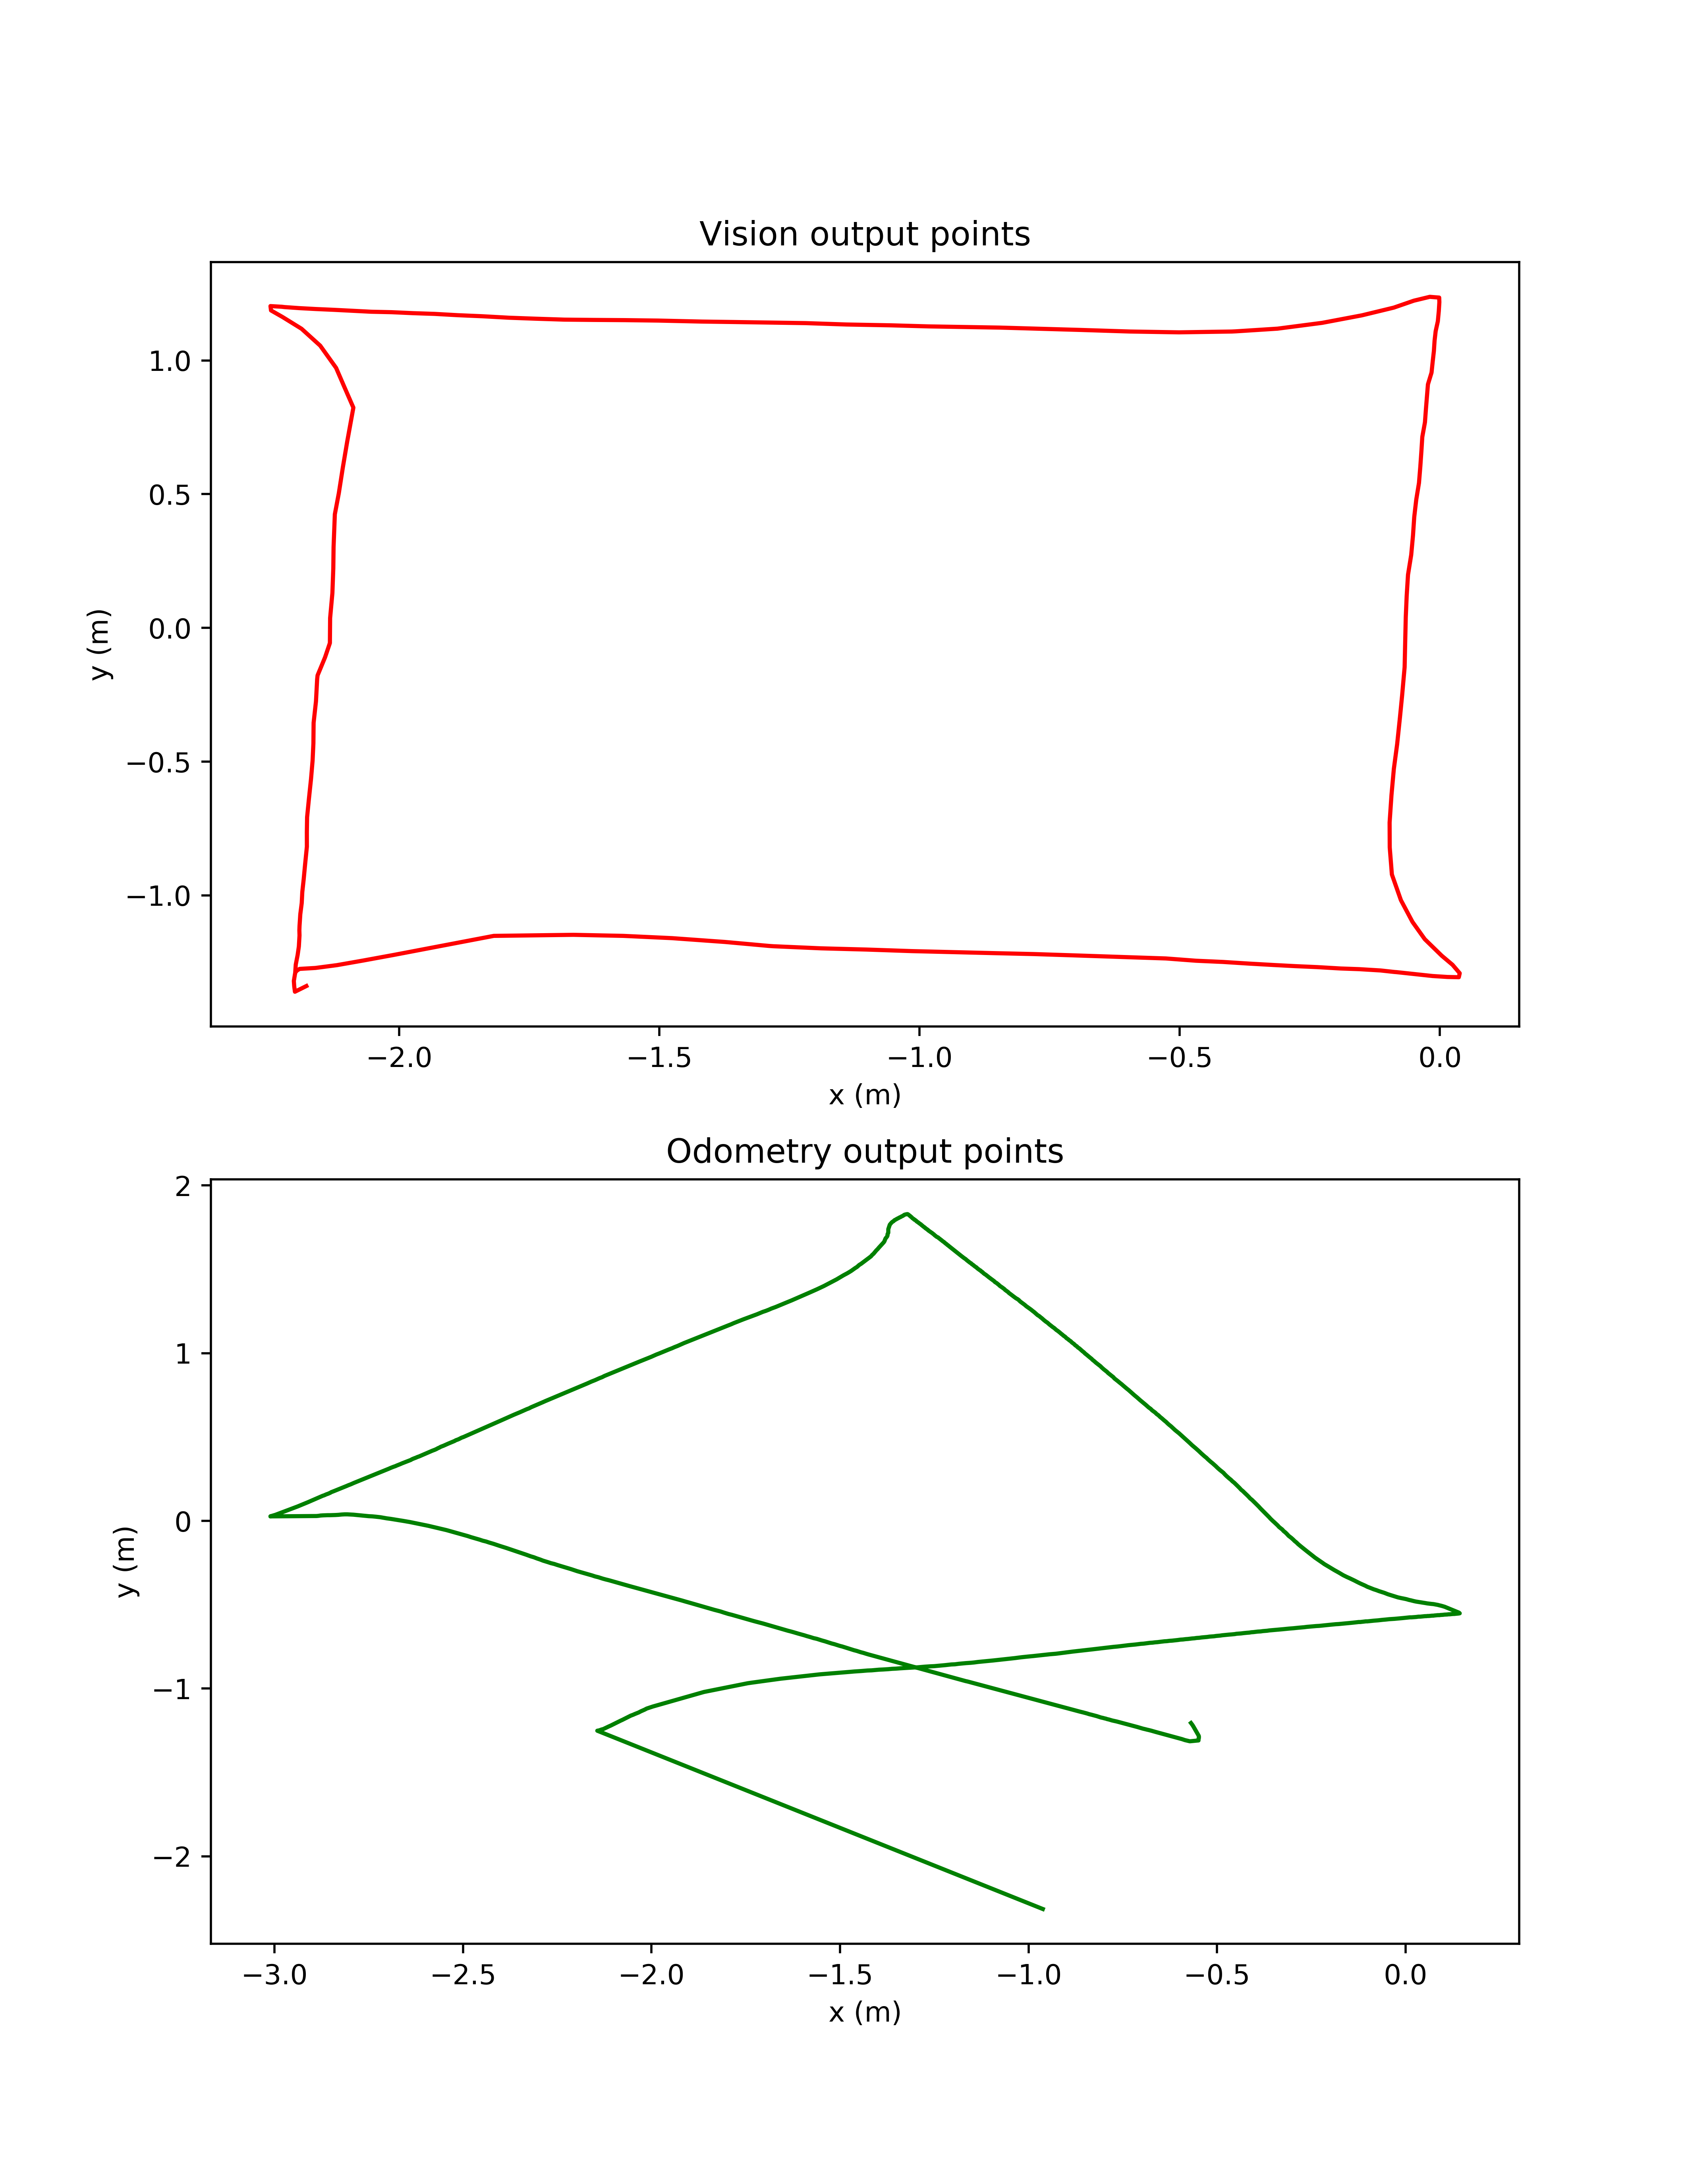 Vision output points
1.0
0.5
0.0
−0.5
−1.0
y (m)
−2.0 −1.5 −1.0 −0.5 0.0
x (m)
Odometry output points
2
1
0
−1
−2
y (m)
−3.0 −2.5 −2.0 −1.5 −1.0 −0.5 0.0
x (m)